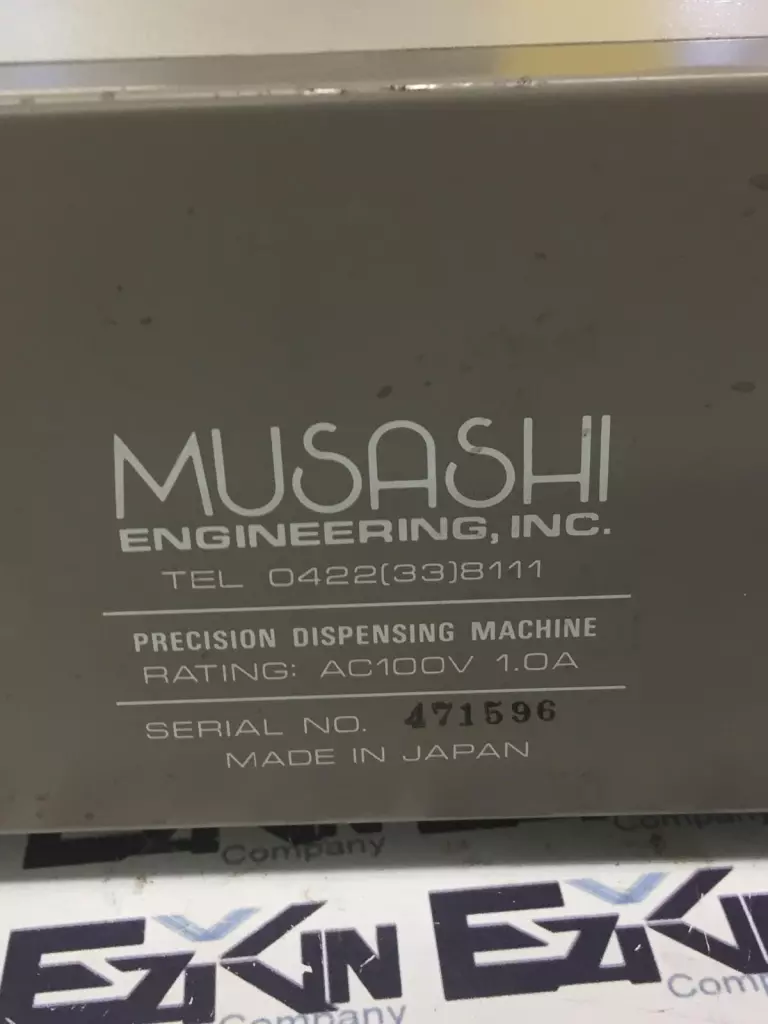 MUSASHI
ENGINEERING, INC.
TEL 0422(33)8111
PRECISION DISPENSING MACHINE
RATING: AC100V 1.0A
SERIAL NO. 471596
MADE IN JAPAN
Company
Company
Company